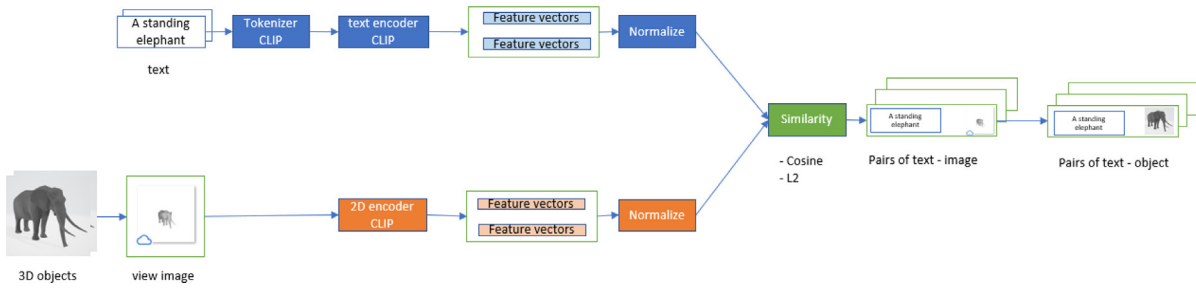 A standing
elephant
text
Tokenizer
CLIP
text encoder
CLIP
Feature vectors
Feature vectors
Normalize
Similarity
- Cosine
- L2
A standing
elephant
Pairs of text - image
A standing
elephant
Pairs of text - object
3D objects
view image
2D encoder
CLIP
Feature vectors
Feature vectors
Normalize